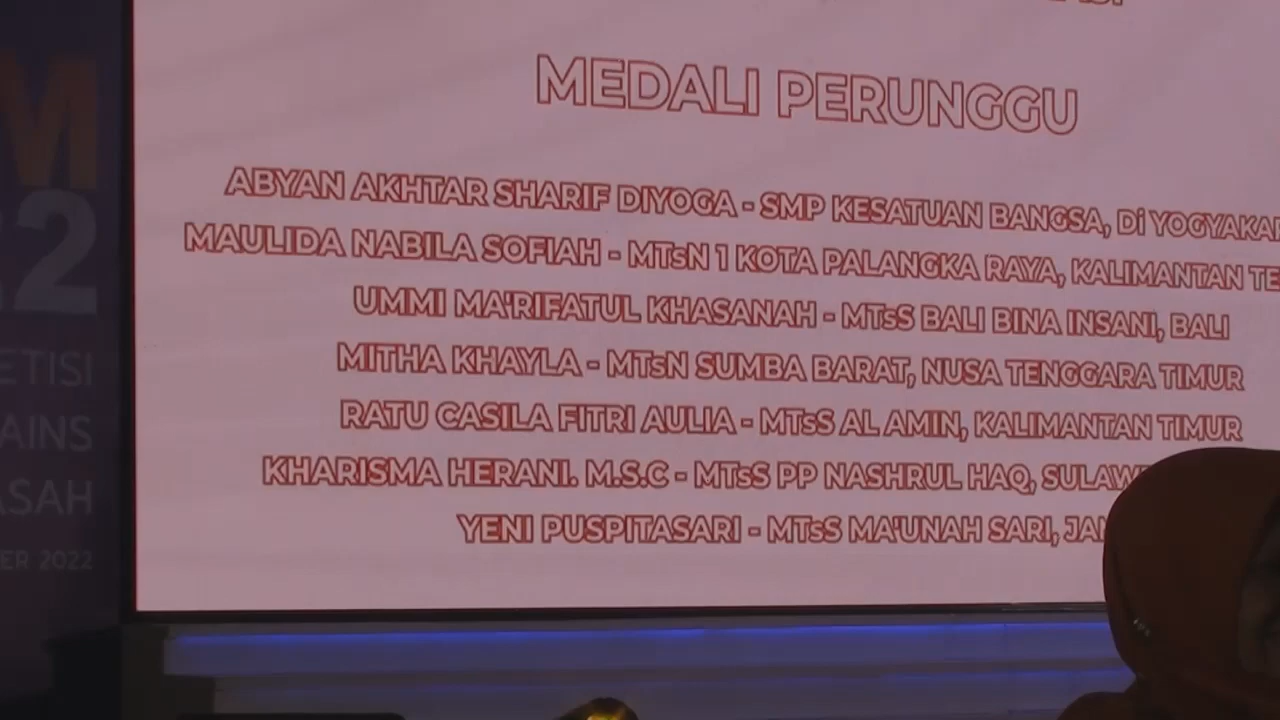 MEDALI PERUNGGU
ABYAN AKHTAR SHARIF DIYOGA - SMP KESATUAN BANGSA, Di
MAULIDA NABILA SOFIAH - MTsN 1 KOTA PALANGKA RAYA, KALIMANTAN
UMMI MA'RIFATUL KHASANAH - MTsS BALI BINA INSANI, BALI
MITHA KHAYLA - MTsN SUMBA BARAT, NUSA TENGGARA TIMUR
RATU CASILA FITRI AULIA - MTsS AL AMIN, KALIMANTAN TIMUR
KHARISMA HERANI. M.S.C - MTsS PP NASHRUL HAQ,
YENI PUSPITASARI - MTsS MA'UNAH SARI,
2022